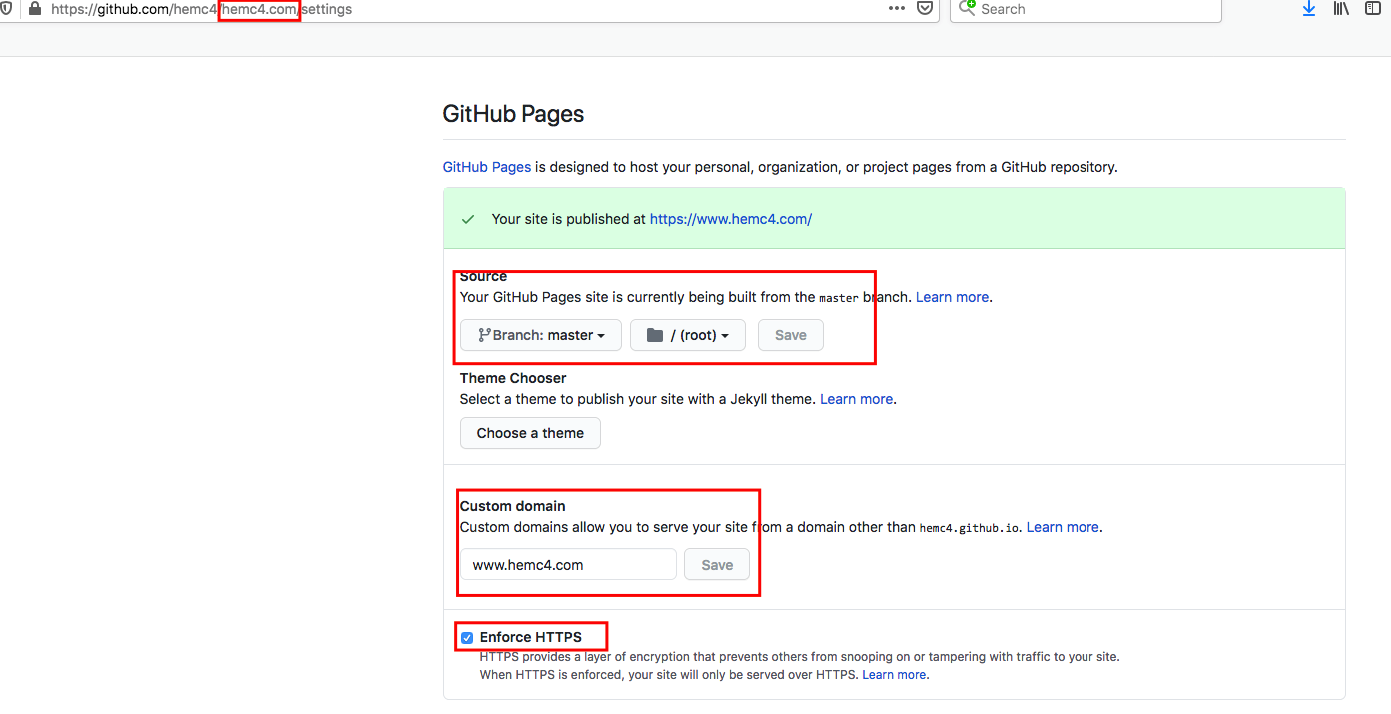 https://github.com/hemc4/hemc4.com/settings
Search
GitHub Pages
GitHub Pages is designed to host your personal, organization, or project pages from a GitHub repository.
Your site is published at https://www.hemc4.com/
Source
Your GitHub Pages site is currently being built from the master branch. Learn more.
Branch: master / (root) Save
Theme Chooser
Select a theme to publish your site with a Jekyll theme. Learn more.
Choose a theme
Custom domain
Custom domains allow you to serve your site from a domain other than hemc4.github.io. Learn more.
www.hemc4.com Save
Enforce HTTPS
HTTPS provides a layer of encryption that prevents others from snooping on or tampering with traffic to your site.
When HTTPS is enforced, your site will only be served over HTTPS. Learn more.